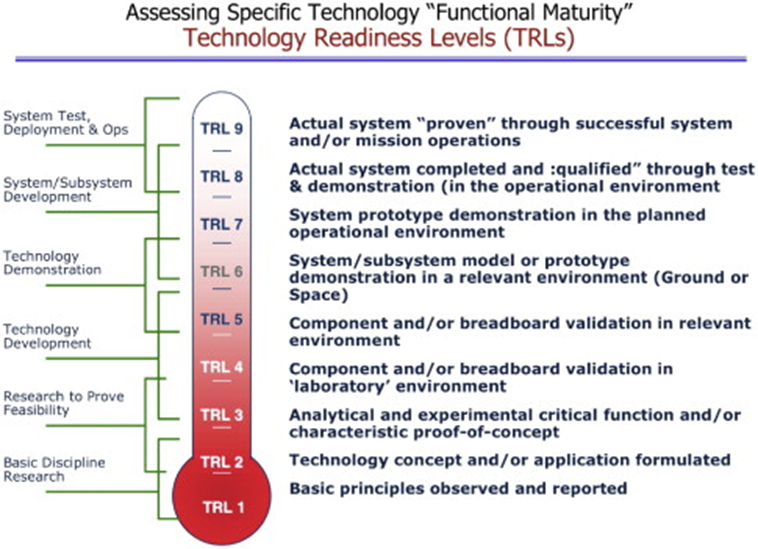 Assessing Specific Technology “Functional Maturity”
Technology Readiness Levels (TRLs)
System Test,
Deployment & Ops
System/Subsystem
Development
Technology
Demonstration
Technology
Development
Research to Prove
Feasibility
Basic Discipline
Research
TRL 9
TRL 8
TRL 7
TRL 6
TRL 5
TRL 4
TRL 3
TRL 2
TRL 1
Actual system “proven” through successful system
and/or mission operations
Actual system completed and :qualified” through test
& demonstration (in the operational environment
System prototype demonstration in the planned
operational environment
System/subsystem model or prototype
demonstration in a relevant environment (Ground or
Space)
Component and/or breadboard validation in relevant
environment
Component and/or breadboard validation in
‘laboratory’ environment
Analytical and experimental critical function and/or
characteristic proof-of-concept
Technology concept and/or application formulated
Basic principles observed and reported